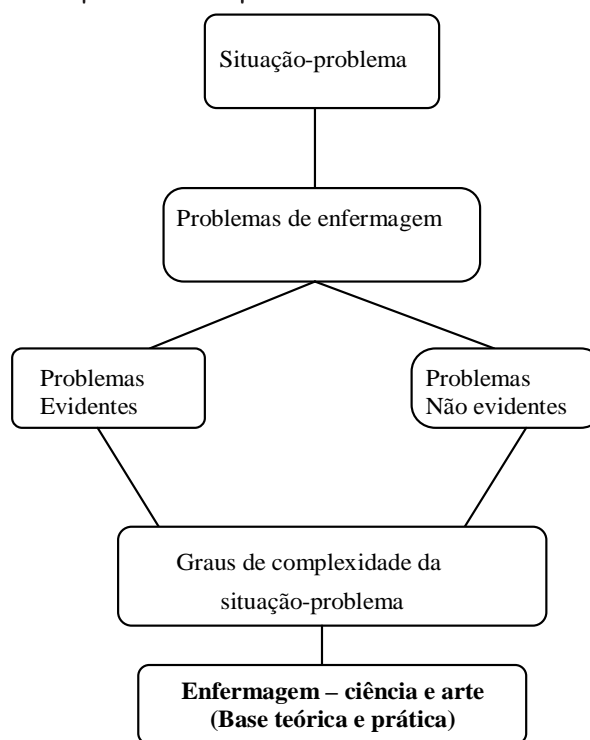 Situação-problema
Problemas de enfermagem
Problemas
Evidentes
Problemas
Não evidentes
Graus de complexidade da
situação-problema
Enfermagem – ciência e arte
(Base teórica e prática)